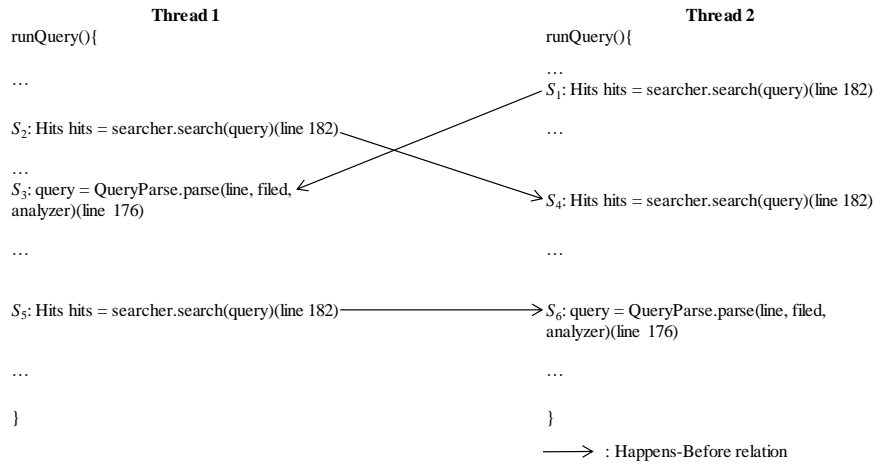 Thread 1
runQuery(){
…
S2: Hits hits = searcher.search(query)(line 182)
…
S3: query = QueryParse.parse(line, filed,
analyzer)(line 176)
…
S5: Hits hits = searcher.search(query)(line 182)
…
}
Thread 2
runQuery(){
…
S1: Hits hits = searcher.search(query)(line 182)
…
S4: Hits hits = searcher.search(query)(line 182)
…
S6: query = QueryParse.parse(line, filed,
analyzer)(line 176)
…
}
: Happens-Before relation